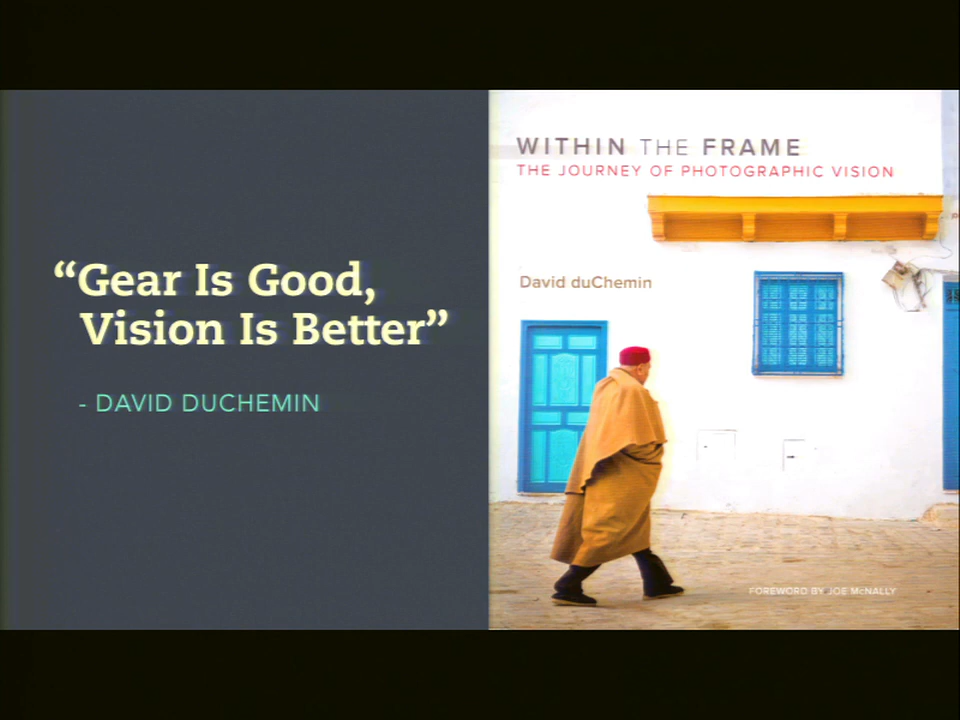 “Gear Is Good,
Vision Is Better”
- DAVID DUCHEMIN
WITHIN THE FRAME
THE JOURNEY OF PHOTOGRAPHIC VISION
David duChemin
FOREWORD BY JOE McNALLY